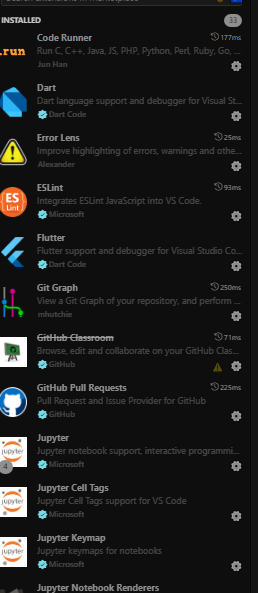 INSTALLED 33
Code Runner 177ms
.run
Run C, C++, Java, JS, PHP, Python, Perl, Ruby, Go, ...
Jun Han
Dart
Dart language support and debugger for Visual St...
Dart Code
Error Lens 25ms
Improve highlighting of errors, warnings and othe...
Alexander
ESLint 93ms
ES
Lint
Integrates ESLint JavaScript into VS Code.
Microsoft
Flutter
Flutter support and debugger for Visual Studio Co...
Dart Code
Git Graph 250ms
View a Git Graph of your repository, and perform ...
mhutchie
GitHub Classroom 71ms
Browse, edit and collaborate on your GitHub Clas...
GitHub
GitHub Pull Requests 225ms
Pull Request and Issue Provider for GitHub
GitHub
Jupyter
jupyter
Jupyter notebook support, interactive programmi...
4
Microsoft
Jupyter Cell Tags
jupyter
Jupyter Cell Tags support for VS Code
Microsoft
Jupyter Keymap
jupyter
Jupyter keymaps for notebooks
Microsoft
Jupyter Notebook Renderers